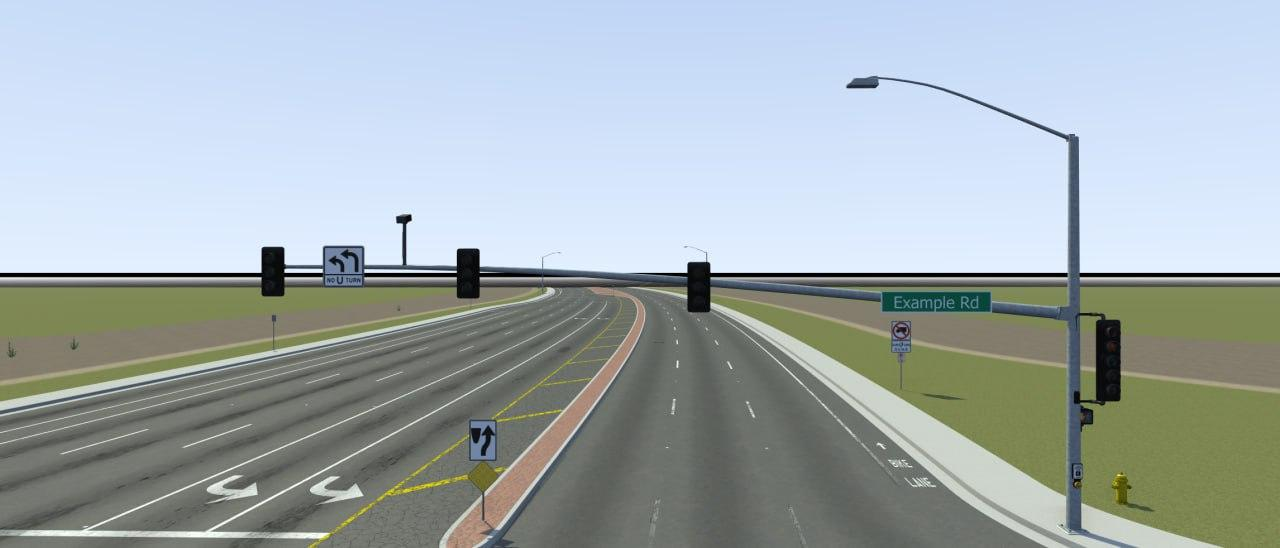 NO U TURN
Example Rd
BIKE
LANE